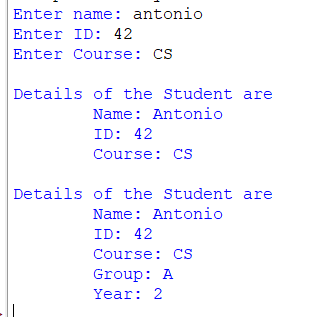 Enter name: antonio
Enter ID: 42
Enter Course: CS
Details of the Student are
Name: Antonio
ID: 42
Course: CS
Details of the Student are
Name: Antonio
ID: 42
Course: CS
Group: A
Year: 2